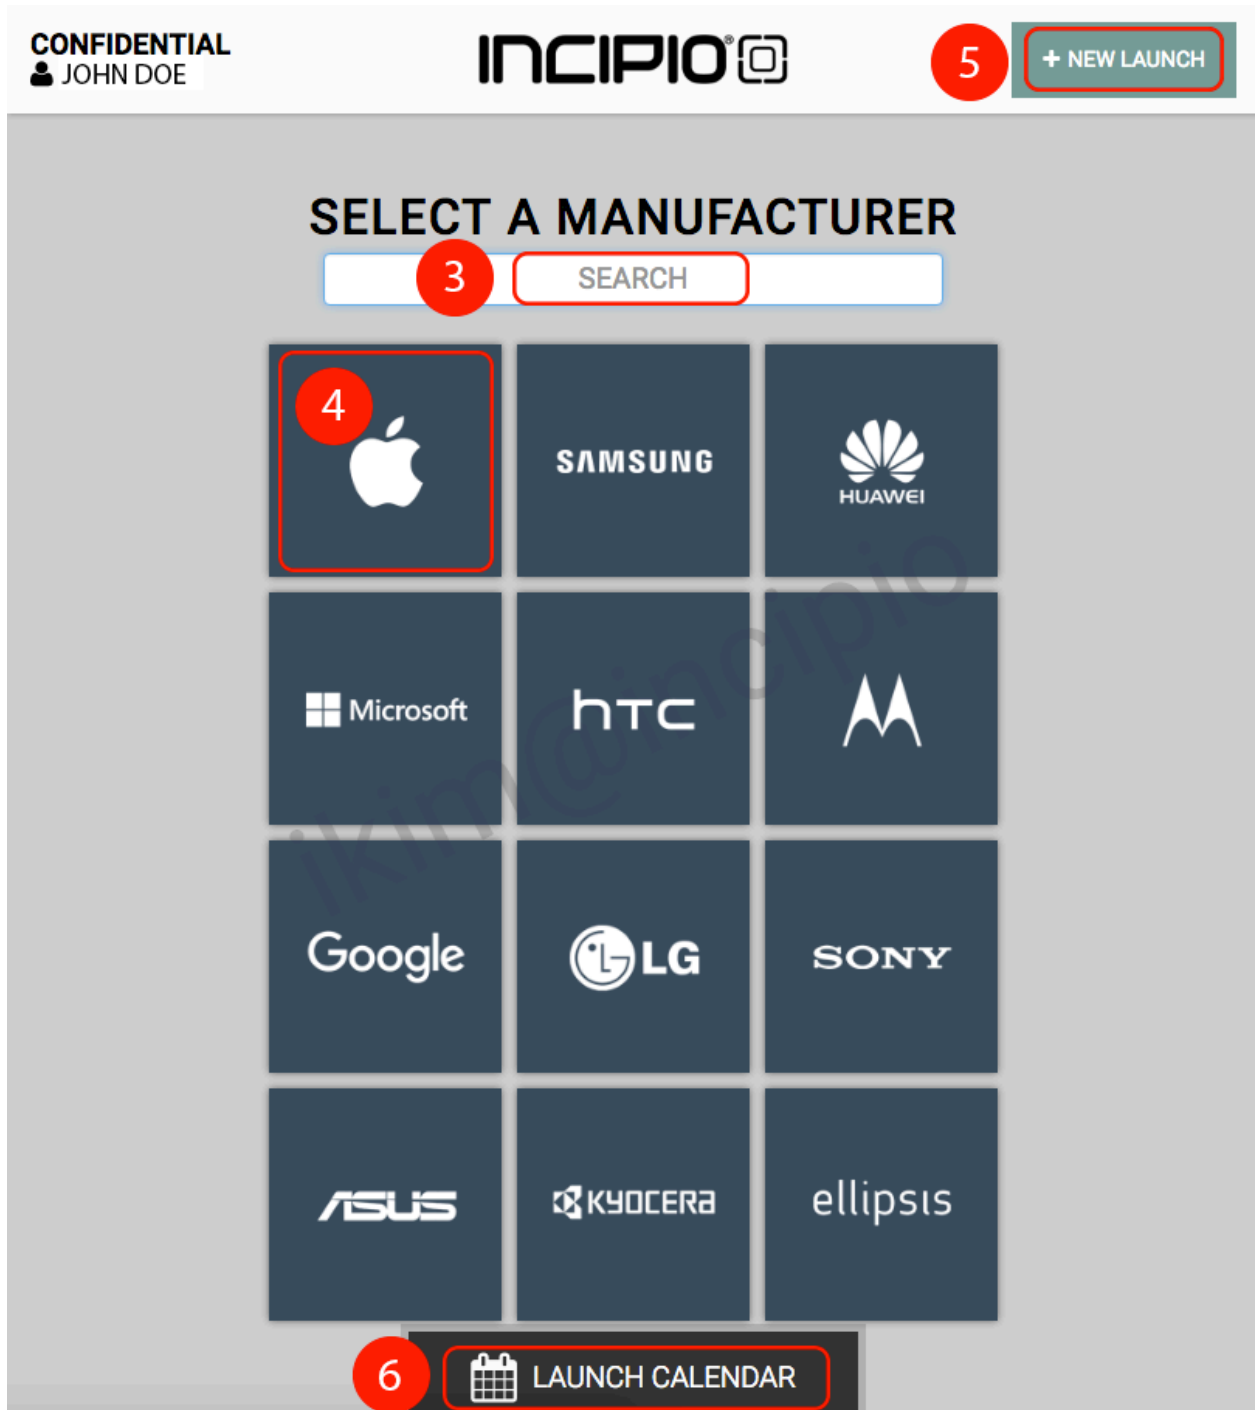 CONFIDENTIAL
JOHN DOE
INCIPIO®
5
+ NEW LAUNCH
SELECT A MANUFACTURER
3
SEARCH
4
SAMSUNG
HUAWEI
Microsoft
hTC
Google
LG
SONY
ASUS
KYOCERa
ellipsis
ikim@incipio
6
LAUNCH CALENDAR